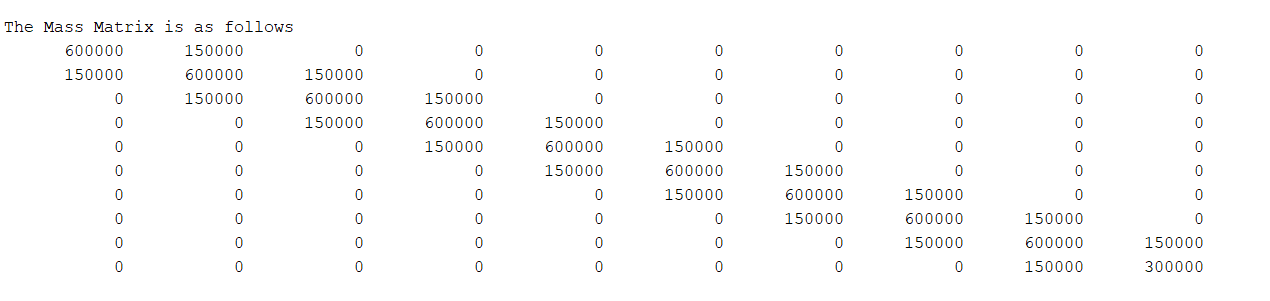 The Mass Matrix is as follows
600000 150000 0 0 0 0 0 0 0 0
150000 600000 150000 0 0 0 0 0 0 0
0 150000 600000 150000 0 0 0 0 0 0
0 0 150000 600000 150000 0 0 0 0 0
0 0 0 150000 600000 150000 0 0 0 0
0 0 0 0 150000 600000 150000 0 0 0
0 0 0 0 0 150000 600000 150000 0 0
0 0 0 0 0 0 150000 600000 150000 0
0 0 0 0 0 0 0 150000 600000 150000
0 0 0 0 0 0 0 0 150000 300000